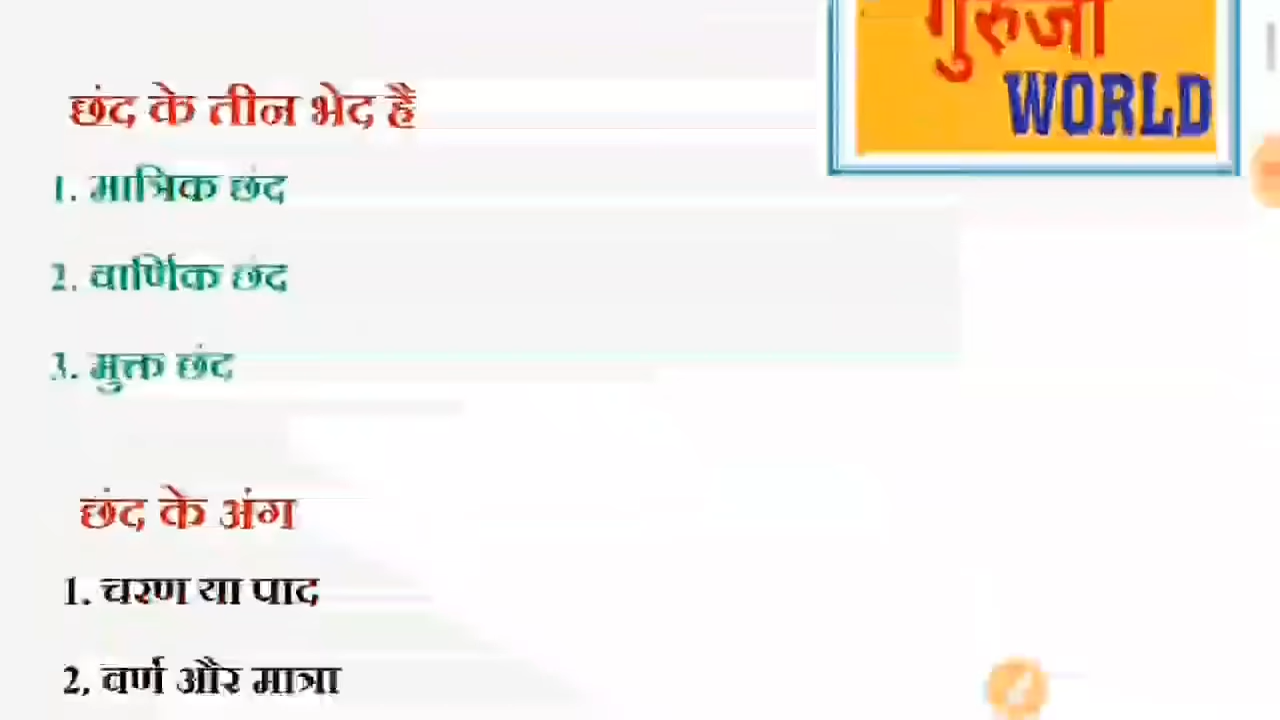 गुरुजी
WORLD
छंद के तीन भेद है
1. मात्रिक छंद
2. वार्णिक छंद
3. मुक्त छंद
छंद के अंग
1. चरण या पाद
2, वर्ण और मात्रा